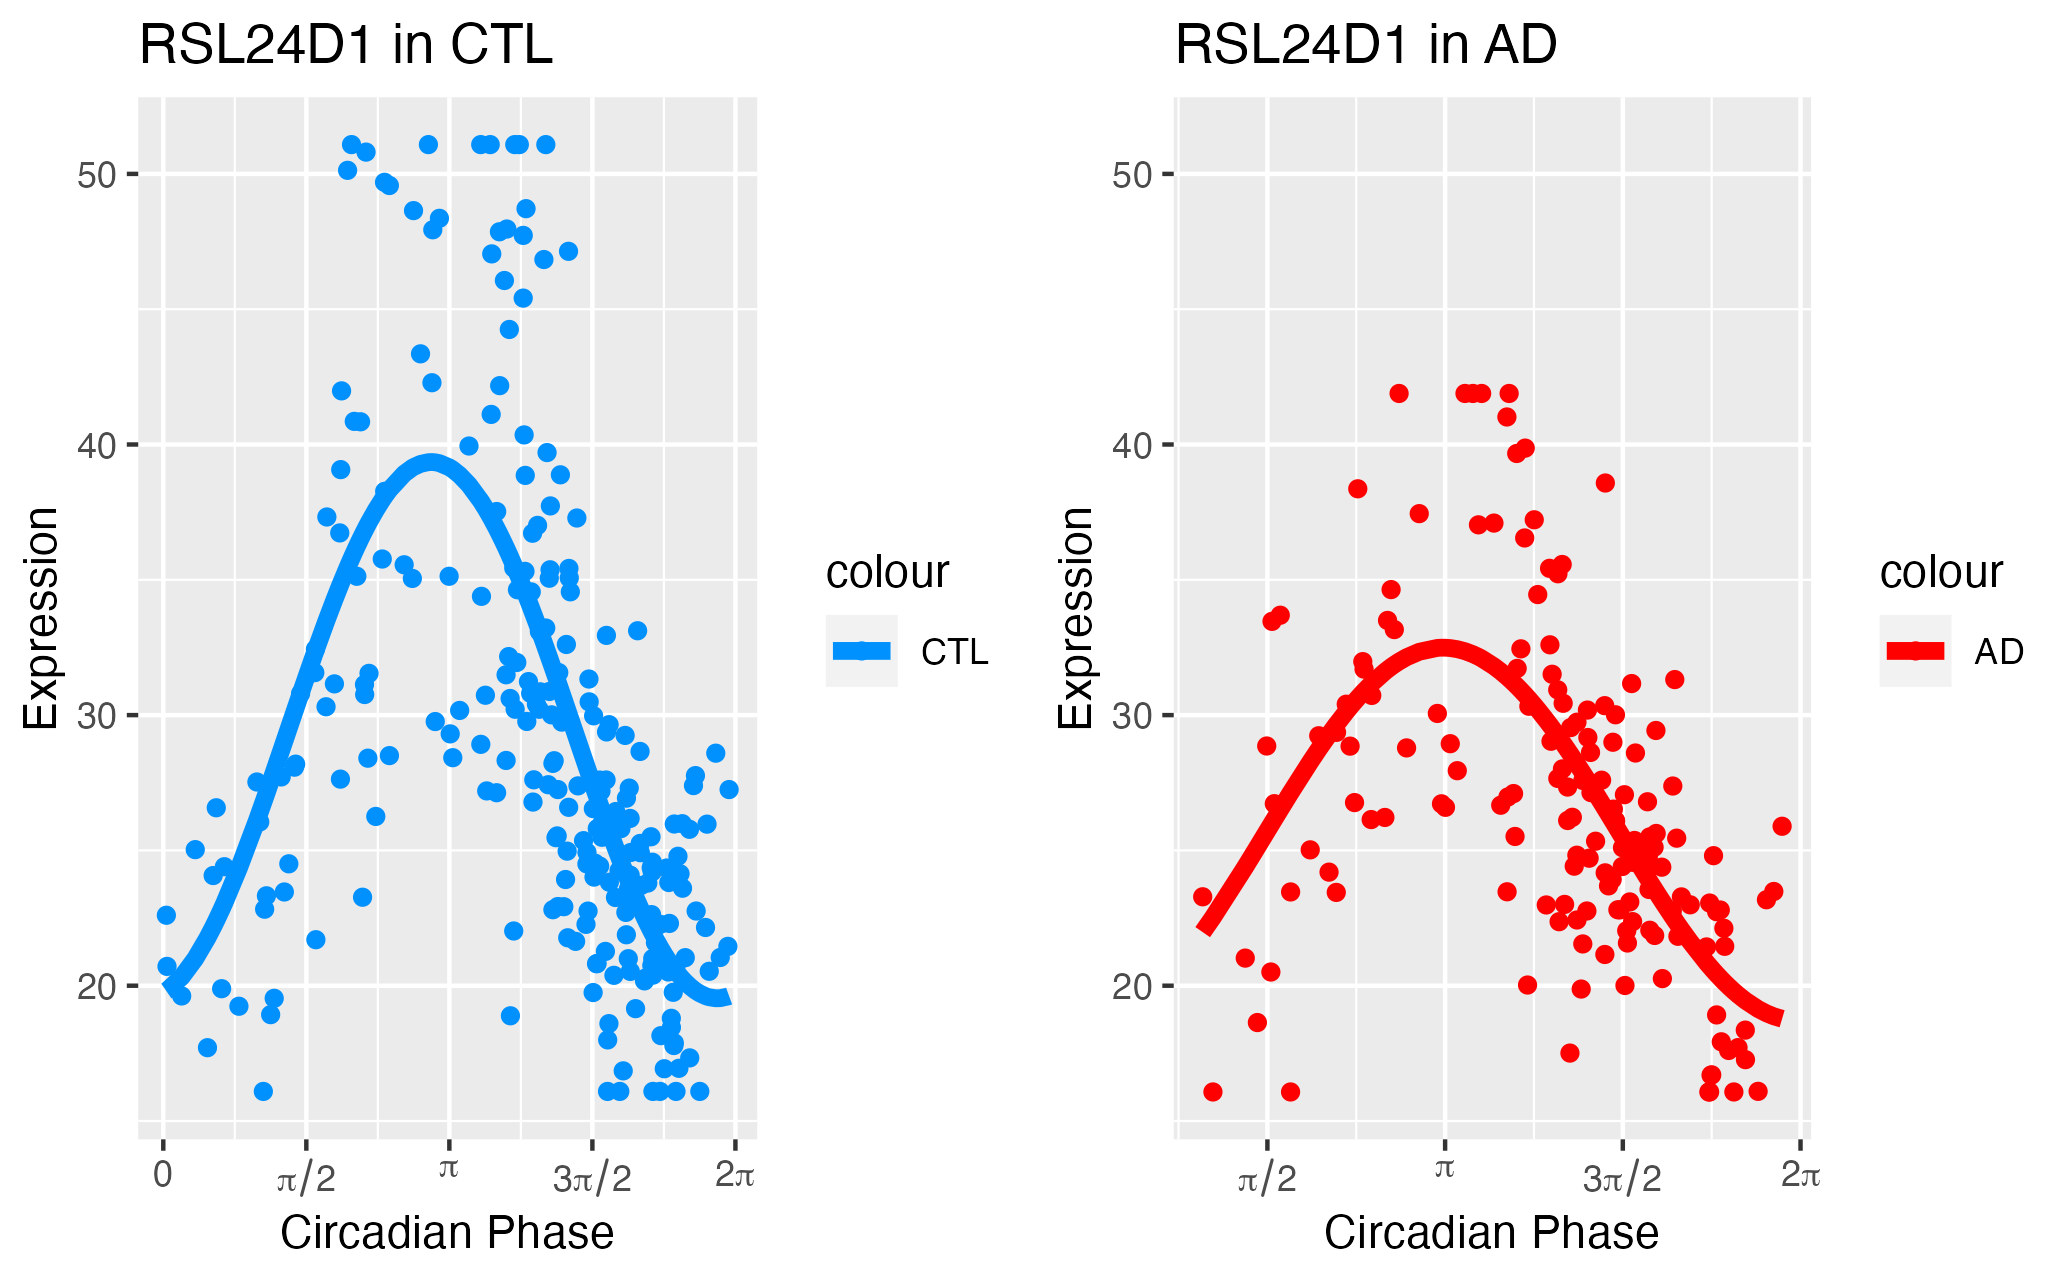 RSL24D1 in CTL
Expression
50
40
30
20
0
π/2
π
3π/2
2π
Circadian Phase
colour
CTL
RSL24D1 in AD
Expression
50
40
30
20
π/2
π
3π/2
2π
Circadian Phase
colour
AD